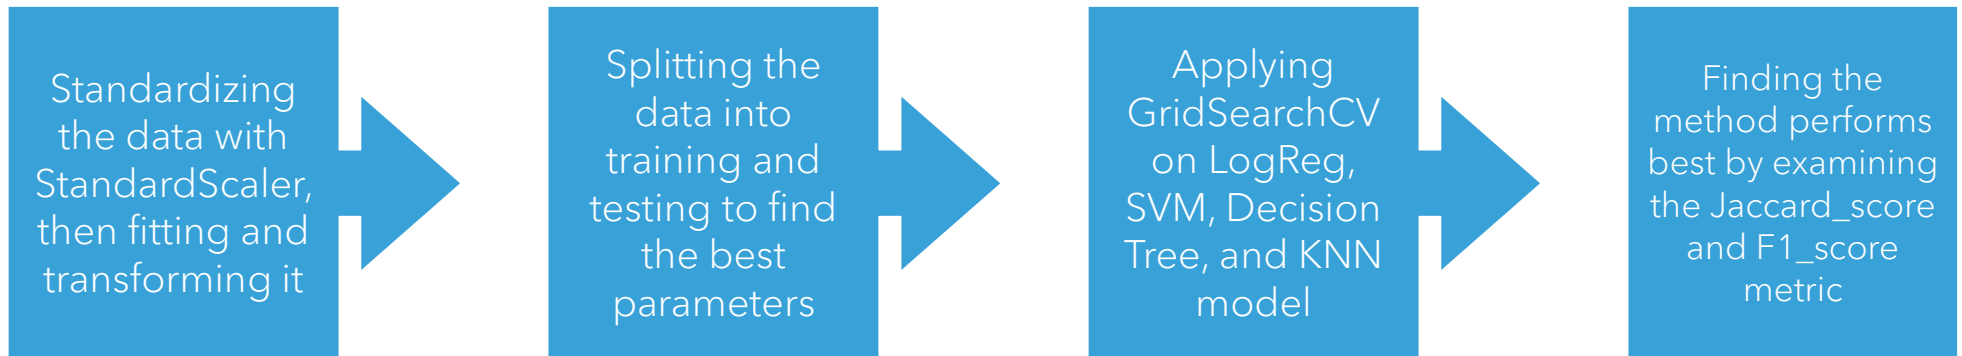 Standardizing
the data with
StandardScaler,
then fitting and
transforming it
Splitting the
data into
training and
testing to find
the best
parameters
Applying
GridSearchCV
on LogReg,
SVM, Decision
Tree, and KNN
model
Finding the
method performs
best by examining
the Jaccard_score
and F1_score
metric